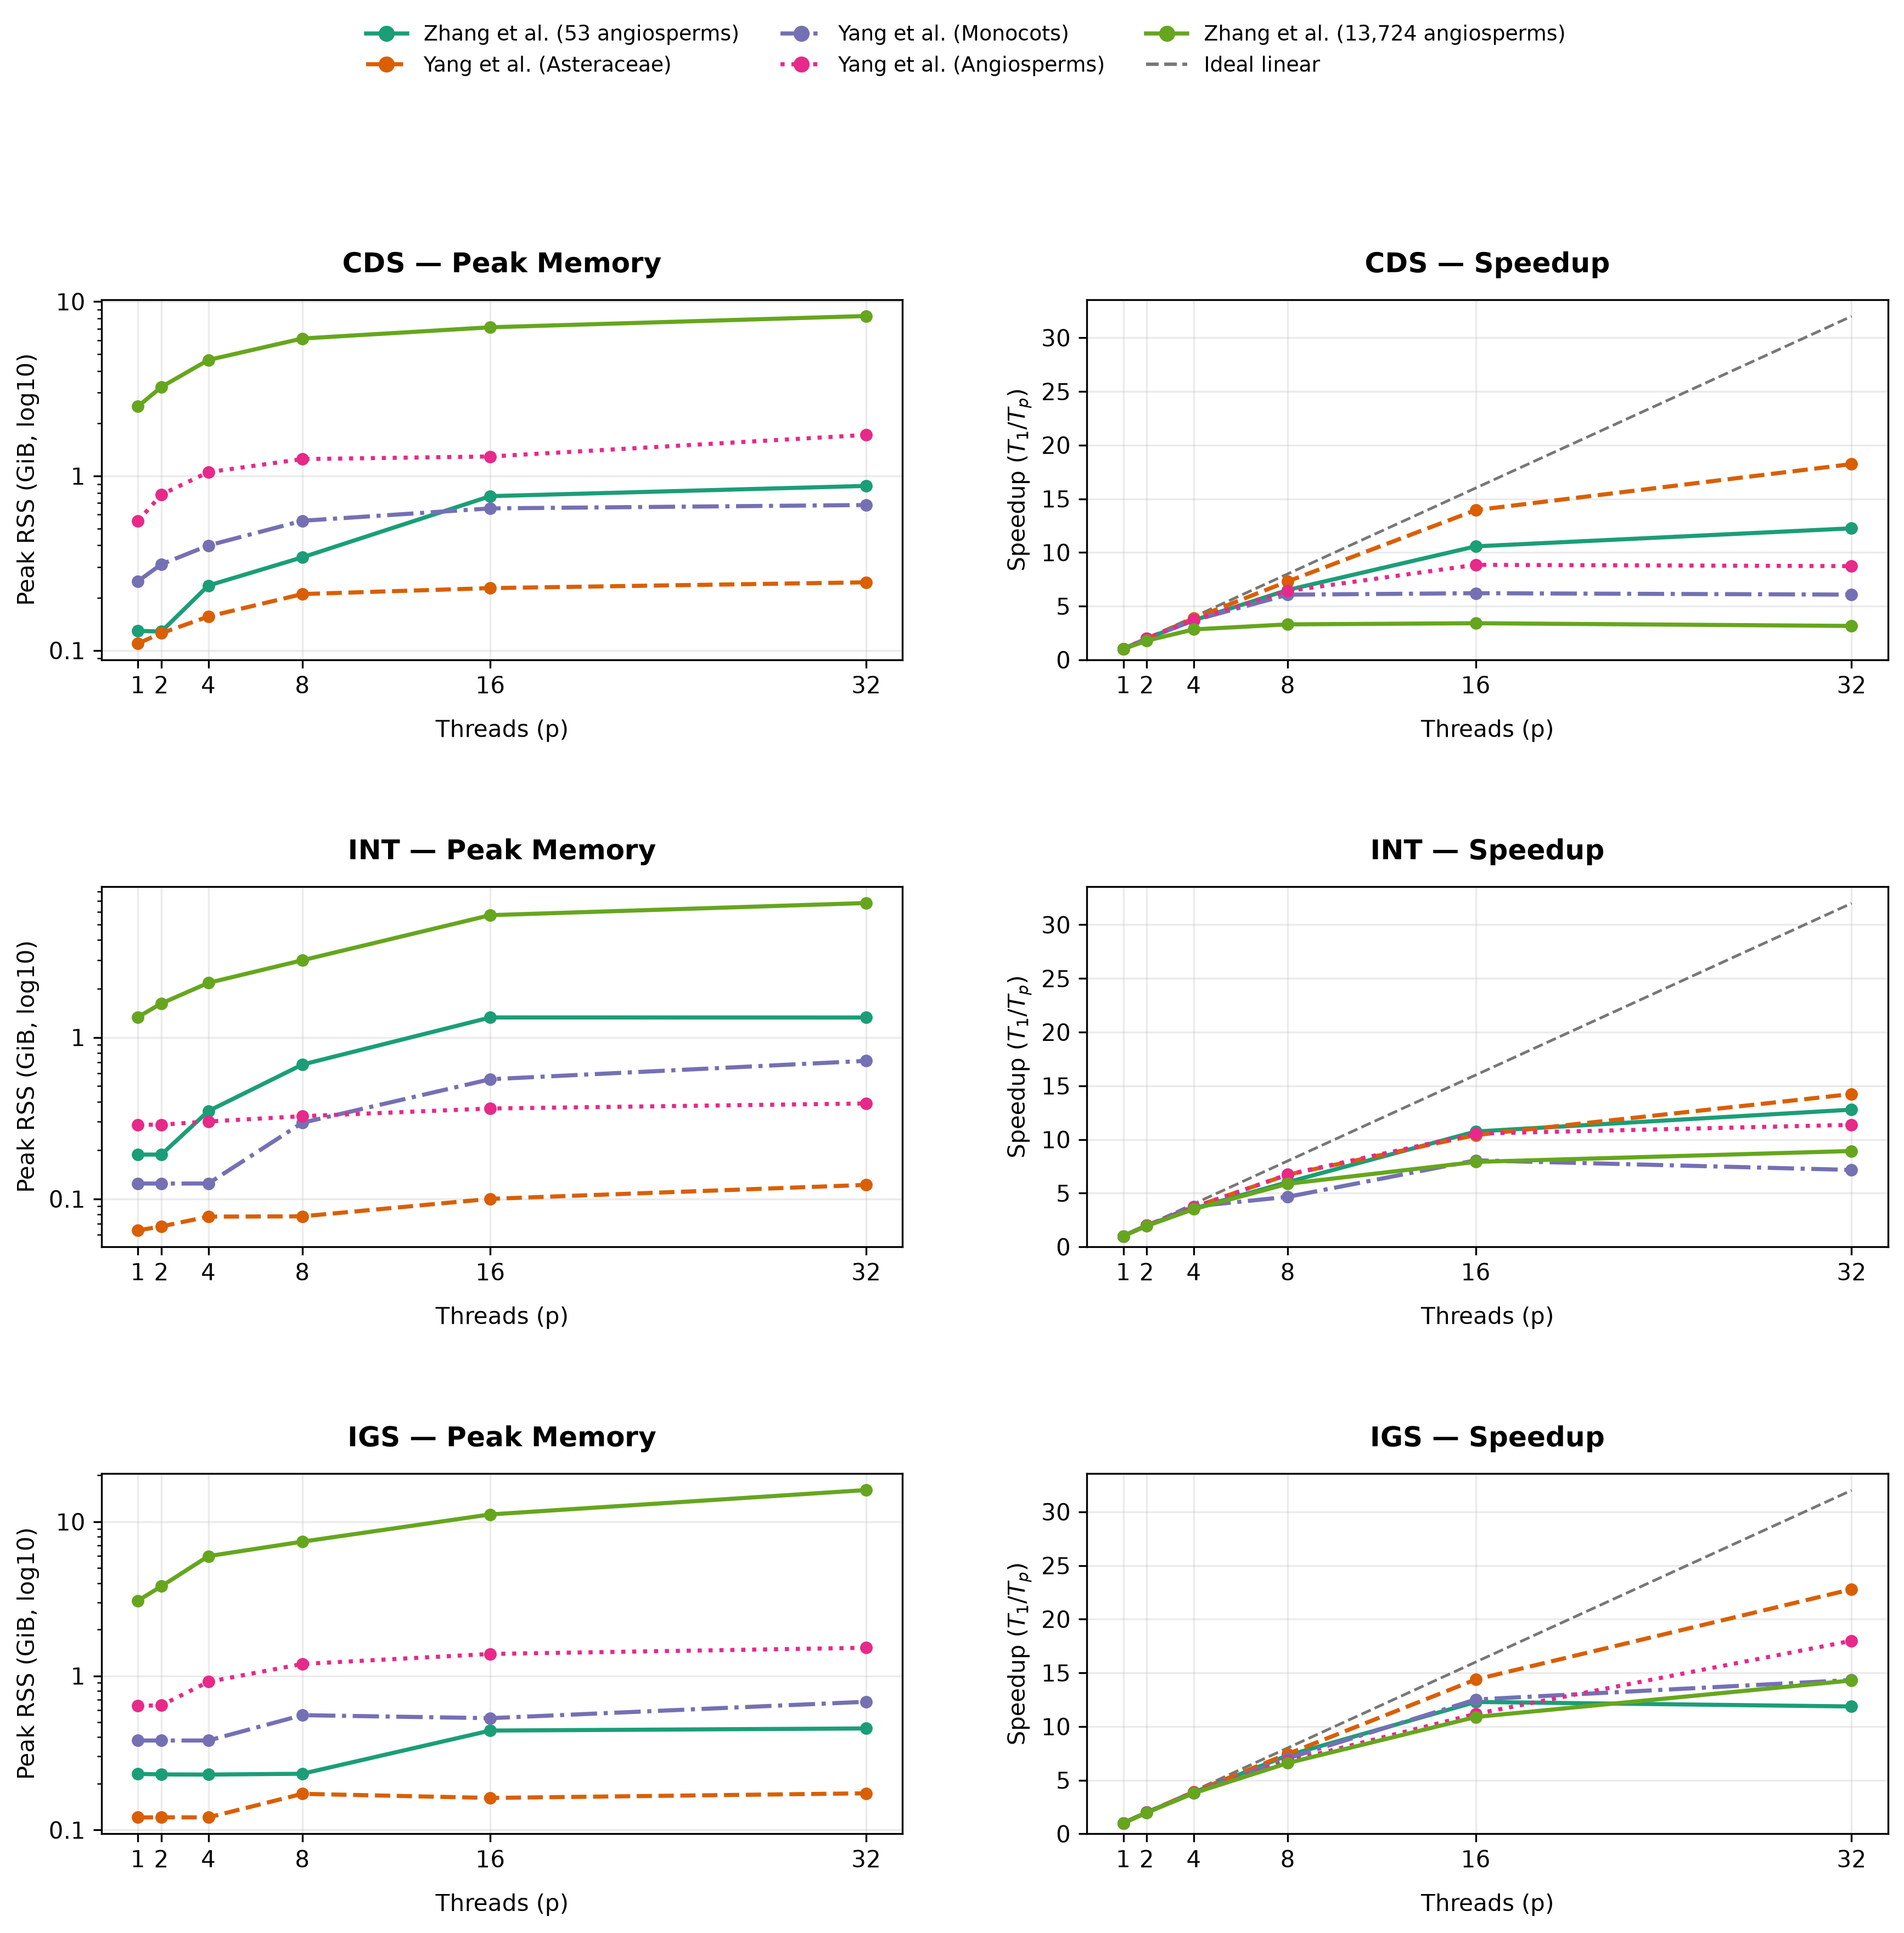 Zhang et al. (53 angiosperms)
Yang et al. (Asteraceae)
Yang et al. (Monocots)
Yang et al. (Angiosperms)
Zhang et al. (13,724 angiosperms)
Ideal linear
CDS — Peak Memory
Peak RSS (GiB, log10)
10
1
0.1
1 2 4 8 16 32
Threads (p)
CDS — Speedup
Speedup (T₁/Tₚ)
30
25
20
15
10
5
0
1 2 4 8 16 32
Threads (p)
INT — Peak Memory
Peak RSS (GiB, log10)
1
0.1
1 2 4 8 16 32
Threads (p)
INT — Speedup
Speedup (T₁/Tₚ)
30
25
20
15
10
5
0
1 2 4 8 16 32
Threads (p)
IGS — Peak Memory
Peak RSS (GiB, log10)
10
1
0.1
1 2 4 8 16 32
Threads (p)
IGS — Speedup
Speedup (T₁/Tₚ)
30
25
20
15
10
5
0
1 2 4 8 16 32
Threads (p)